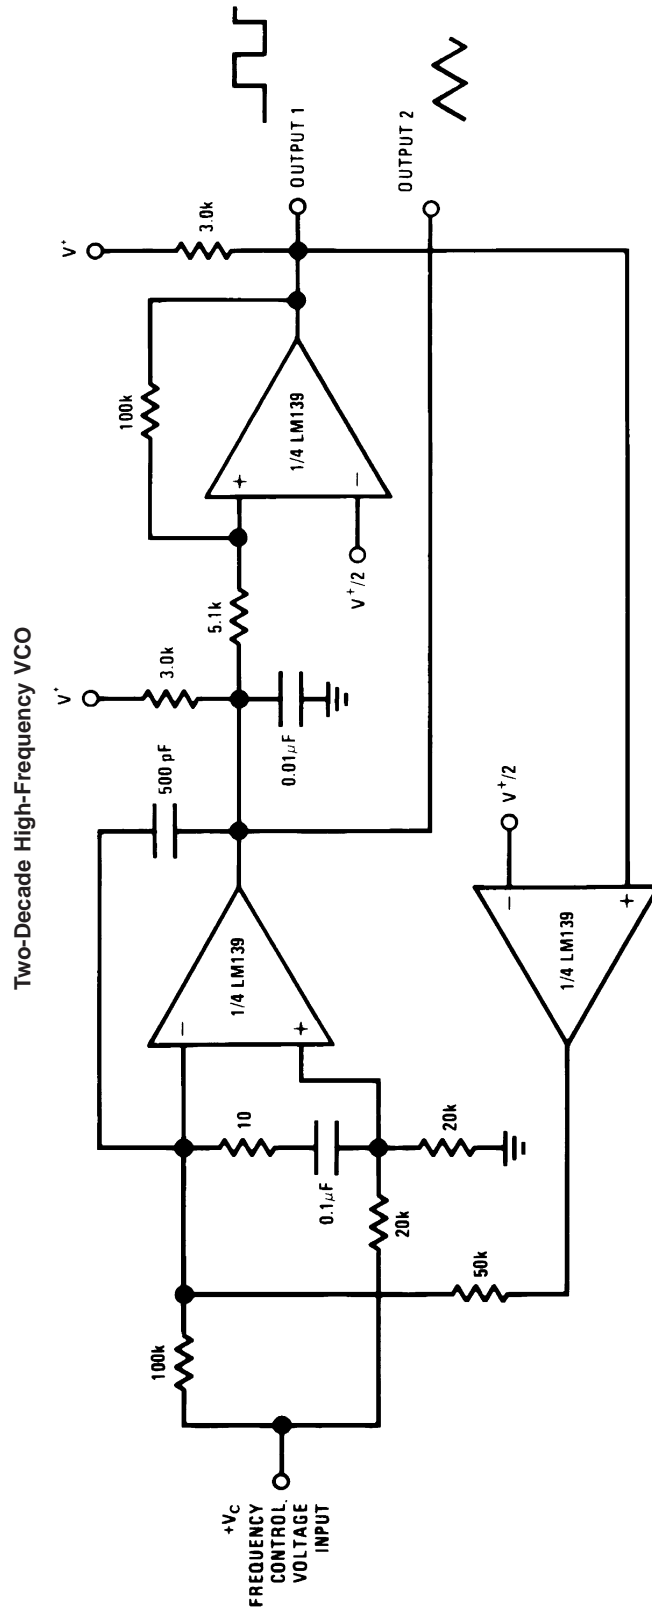 Two-Decade High-Frequency VCO
V⁺
3.0k
100k
OUTPUT 1
OUTPUT 2
+
−
1/4 LM139
V⁺/2
5.1k
V⁺
3.0k
0.01μF
500 pF
−
+
1/4 LM139
V⁺/2
−
+
1/4 LM139
10
0.1μF
20k
20k
50k
100k
+VC
FREQUENCY
CONTROL.
VOLTAGE
INPUT